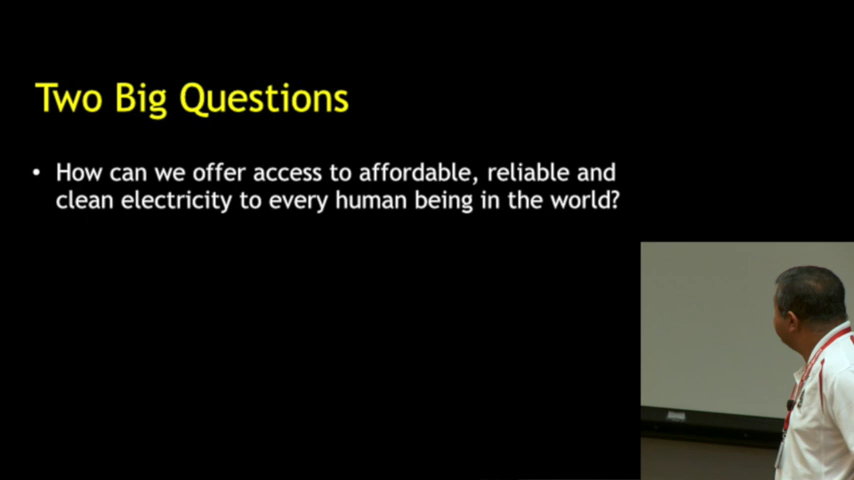 Two Big Questions
• How can we offer access to affordable, reliable and
clean electricity to every human being in the world?